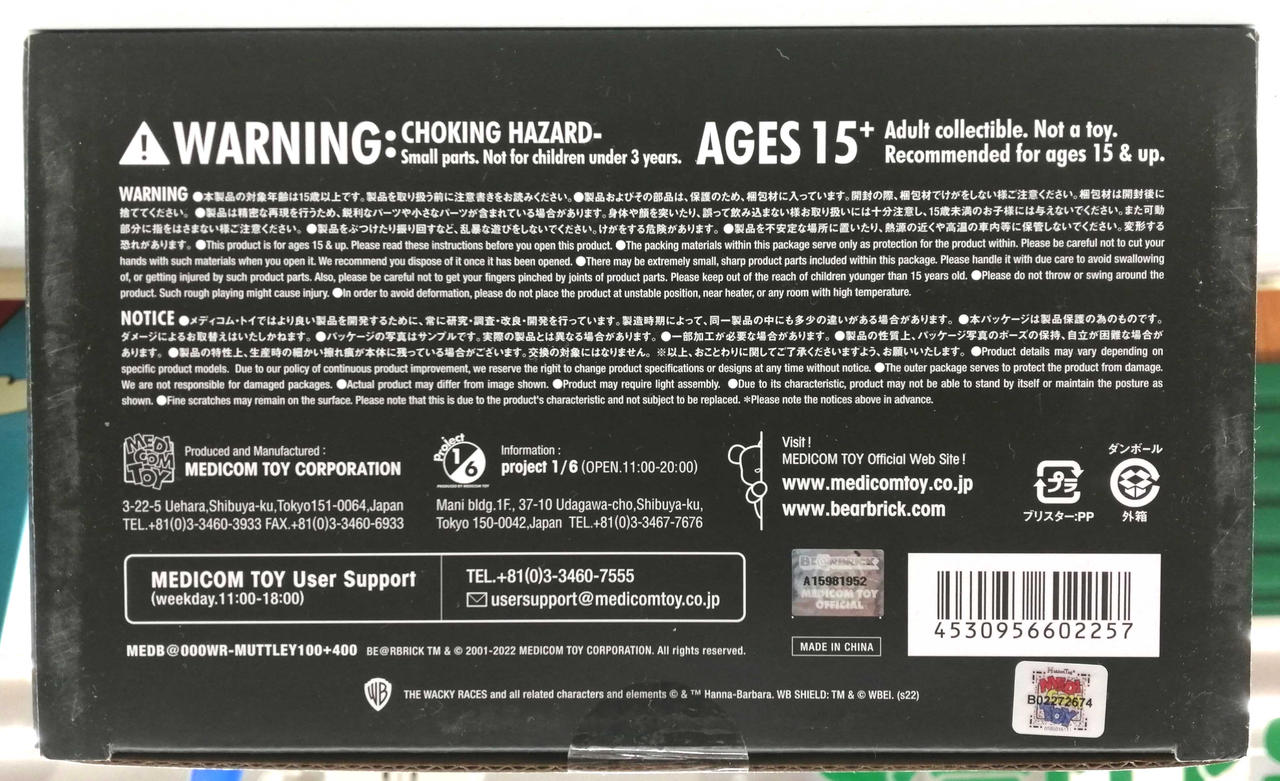 WARNING: CHOKING HAZARD- AGES 15+ Adult collectible. Not a toy.
Small parts. Not for children under 3 years. Recommended for ages 15 & up.
WARNING ●本製品の対象年齢は15歳以上です。製品を取り扱う前に注意書きをお読みください。●製品およびその部品は、保護のため、梱包材に入っています。開封の際、梱包材でけがをしない様ご注意ください。梱包材は開封後に
捨ててください。●製品は精密な再現を行うため、鋭利なパーツや小さなパーツが含まれている場合があります。身体や顔を突いたり、誤って飲み込まない様お取り扱いには十分注意し、15歳未満のお子様には与えないでください。また可動
部分に指をはさまない様ご注意ください。●製品をぶつけたり振り回すなど、乱暴な遊びをしないでください。けがをする危険があります。●製品を不安定な場所に置いたり、熱源の近くや高温の車内等に保管しないでください。変形する
恐れがあります。●This product is for ages 15 & up. Please read these instructions before you open this product. ●The packing materials within this package serve only as protection for the product within. Please be careful not to cut your
hands with such materials when you open it. We recommend you dispose of it once it has been opened. ●There may be extremely small, sharp product parts included within this package. Please handle it with due care to avoid swallowing
of, or getting injured by such product parts. Also, please be careful not to get your fingers pinched by joints of product parts. Please keep out of the reach of children younger than 15 years old. ●Please do not throw or swing around the
product. Such rough playing might cause injury. ●In order to avoid deformation, please do not place the product at unstable position, near heater, or any room with high temperature.
NOTICE ●メディコム・トイではより良い製品を開発するために、常に研究・調査・改良・開発を行っています。製造時期によって、同一製品の中にも多少の違いがある場合があります。●本パッケージは製品保護の為のものです。
ダメージによるお取替えはいたしかねます。●パッケージの写真はサンプルです。実際の製品とは異なる場合があります。●一部加工が必要な場合があります。●製品の性質上、パッケージ写真のポーズの保持、自立が困難な場合が
あります。●製品の特性上、生産時の細かい擦れ痕が本体に残っている場合がございます。交換の対象にはなりません。※以上、おことわりに関してご了承くださいますよう、お願いいたします。●Product details may vary depending on
specific product models. Due to our policy of continuous product improvement, we reserve the right to change product specifications or designs at any time without notice. ●The outer package serves to protect the product from damage.
We are not responsible for damaged packages. ●Actual product may differ from image shown. ●Product may require light assembly. ●Due to its characteristic, product may not be able to stand by itself or maintain the posture as
shown. ●Fine scratches may remain on the surface. Please note that this is due to the product's characteristic and not subject to be replaced. ※Please note the notices above in advance.
MEDI COM TOY
Produced and Manufactured :
MEDICOM TOY CORPORATION
3-22-5 Uehara,Shibuya-ku,Tokyo151-0064,Japan
TEL.+81(0)3-3460-3933 FAX.+81(0)3-3460-6933
Project 1/6
PRODUCED BY MEDICOM TOY
Information :
project 1/6 (OPEN.11:00-20:00)
Mani bldg.1F., 37-10 Udagawa-cho,Shibuya-ku,
Tokyo 150-0042,Japan TEL.+81(0)3-3467-7676
Visit !
MEDICOM TOY Official Web Site !
www.medicomtoy.co.jp
www.bearbrick.com
プラ
ブリスター:PP
ダンボール
外箱
MEDICOM TOY User Support
(weekday.11:00-18:00)
TEL.+81(0)3-3460-7555
usersupport@medicomtoy.co.jp
BE@RBRICK
A15981952
MEDICOM TOY
OFFICIAL
MADE IN CHINA
4530956602257
MEDB@000WR-MUTTLEY100+400 BE@RBRICK TM & © 2001-2022 MEDICOM TOY CORPORATION. All rights reserved.
WB THE WACKY RACES and all related characters and elements © & ™ Hanna-Barbera. WB SHIELD: TM & © WBEI. (s22)
MEDI COM TOY
B02272674